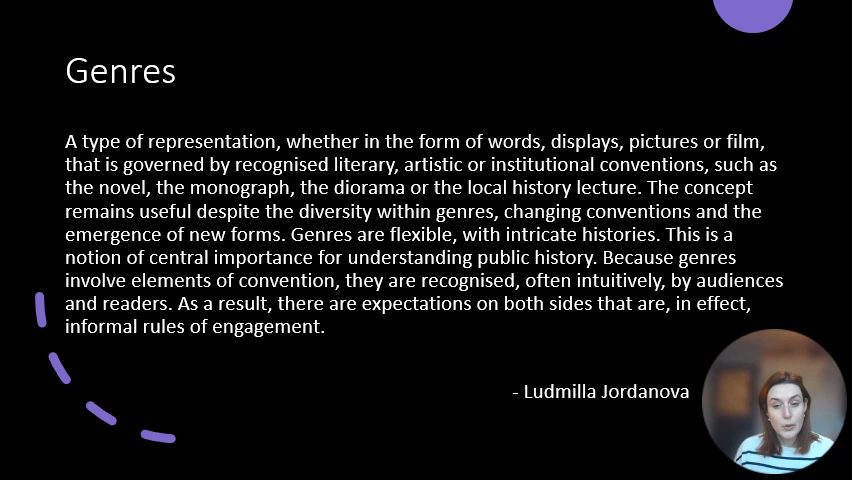 Genres
A type of representation, whether in the form of words, displays, pictures or film,
that is governed by recognised literary, artistic or institutional conventions, such as
the novel, the monograph, the diorama or the local history lecture. The concept
remains useful despite the diversity within genres, changing conventions and the
emergence of new forms. Genres are flexible, with intricate histories. This is a
notion of central importance for understanding public history. Because genres
involve elements of convention, they are recognised, often intuitively, by audiences
and readers. As a result, there are expectations on both sides that are, in effect,
informal rules of engagement.
- Ludmilla Jordanova